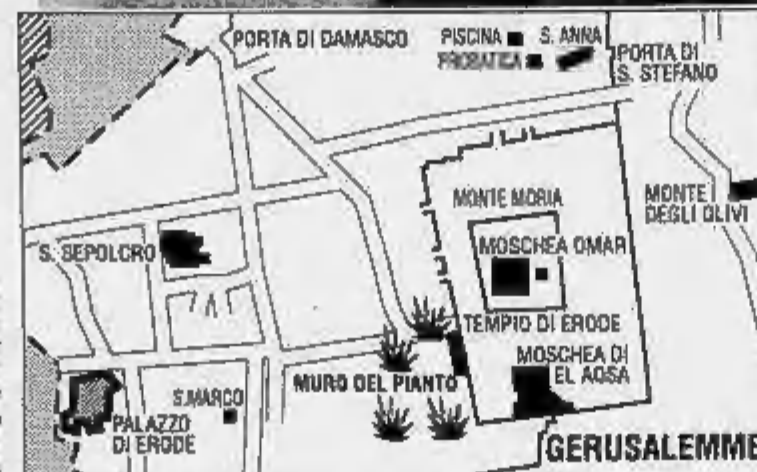 PORTA DI DAMASCO
PISCINA
PROBATICA
S. ANNA
PORTA DI
S. STEFANO
MONTE MORIA
MONTE
DEGLI OLIVI
S. SEPOLCRO
MOSCHEA OMAR
TEMPIO DI ERODE
MOSCHEA DI
EL AQSA
MURO DEL PIANTO
S.MARCO
PALAZZO
DI ERODE
GERUSALEMME